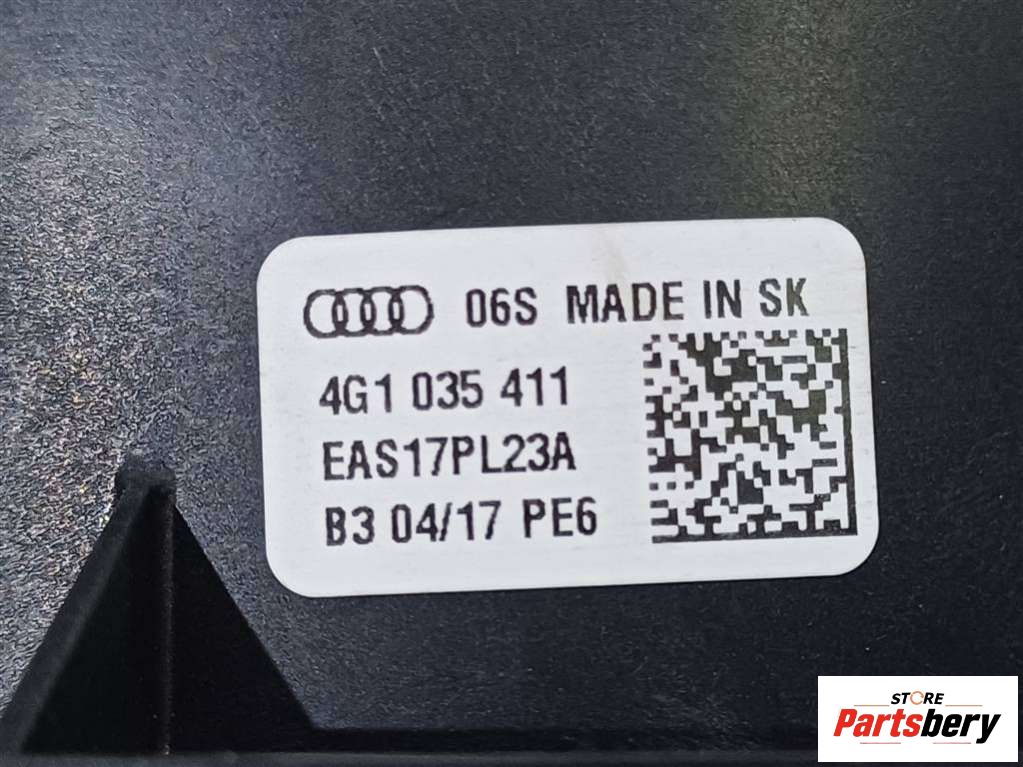 06S MADE IN SK
4G1 035 411
EAS17PL23A
B3 04/17 PE6
STORE
Partsbery